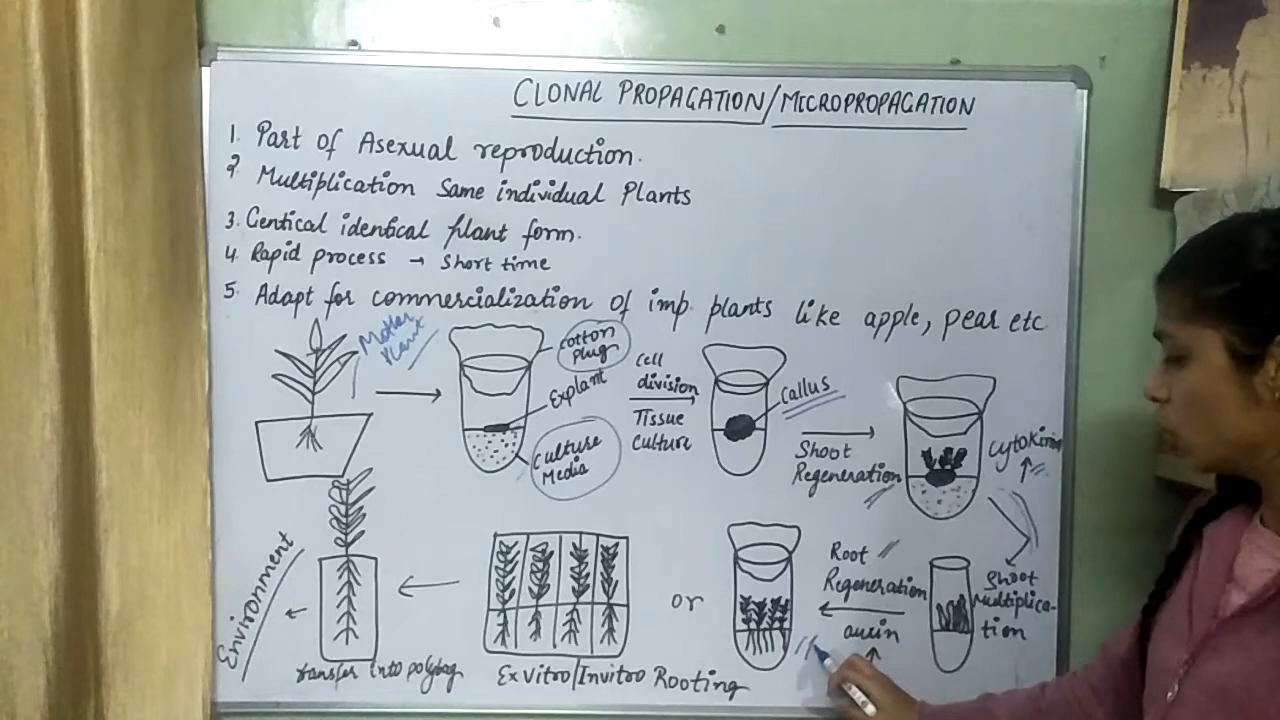 CLONAL PROPAGATION/MICROPROPAGATION
1. Part of Asexual reproduction.
2. Multiplication Same individual Plants
3. Gentical identical plant form.
4. Rapid process → Short time
5. Adapt for commercialization of imp. plants like apple, pear etc
Mother
Plant
cotton
plug
Explant
Culture
Media
Cell
division
Tissue
Culture
Callus
Shoot
Regeneration
Cytokinin
Shoot
Multiplica-
tion
Root
Regeneration
auxin
or
Ex vitro/Invitro Rooting
transfer into polybag
Environment